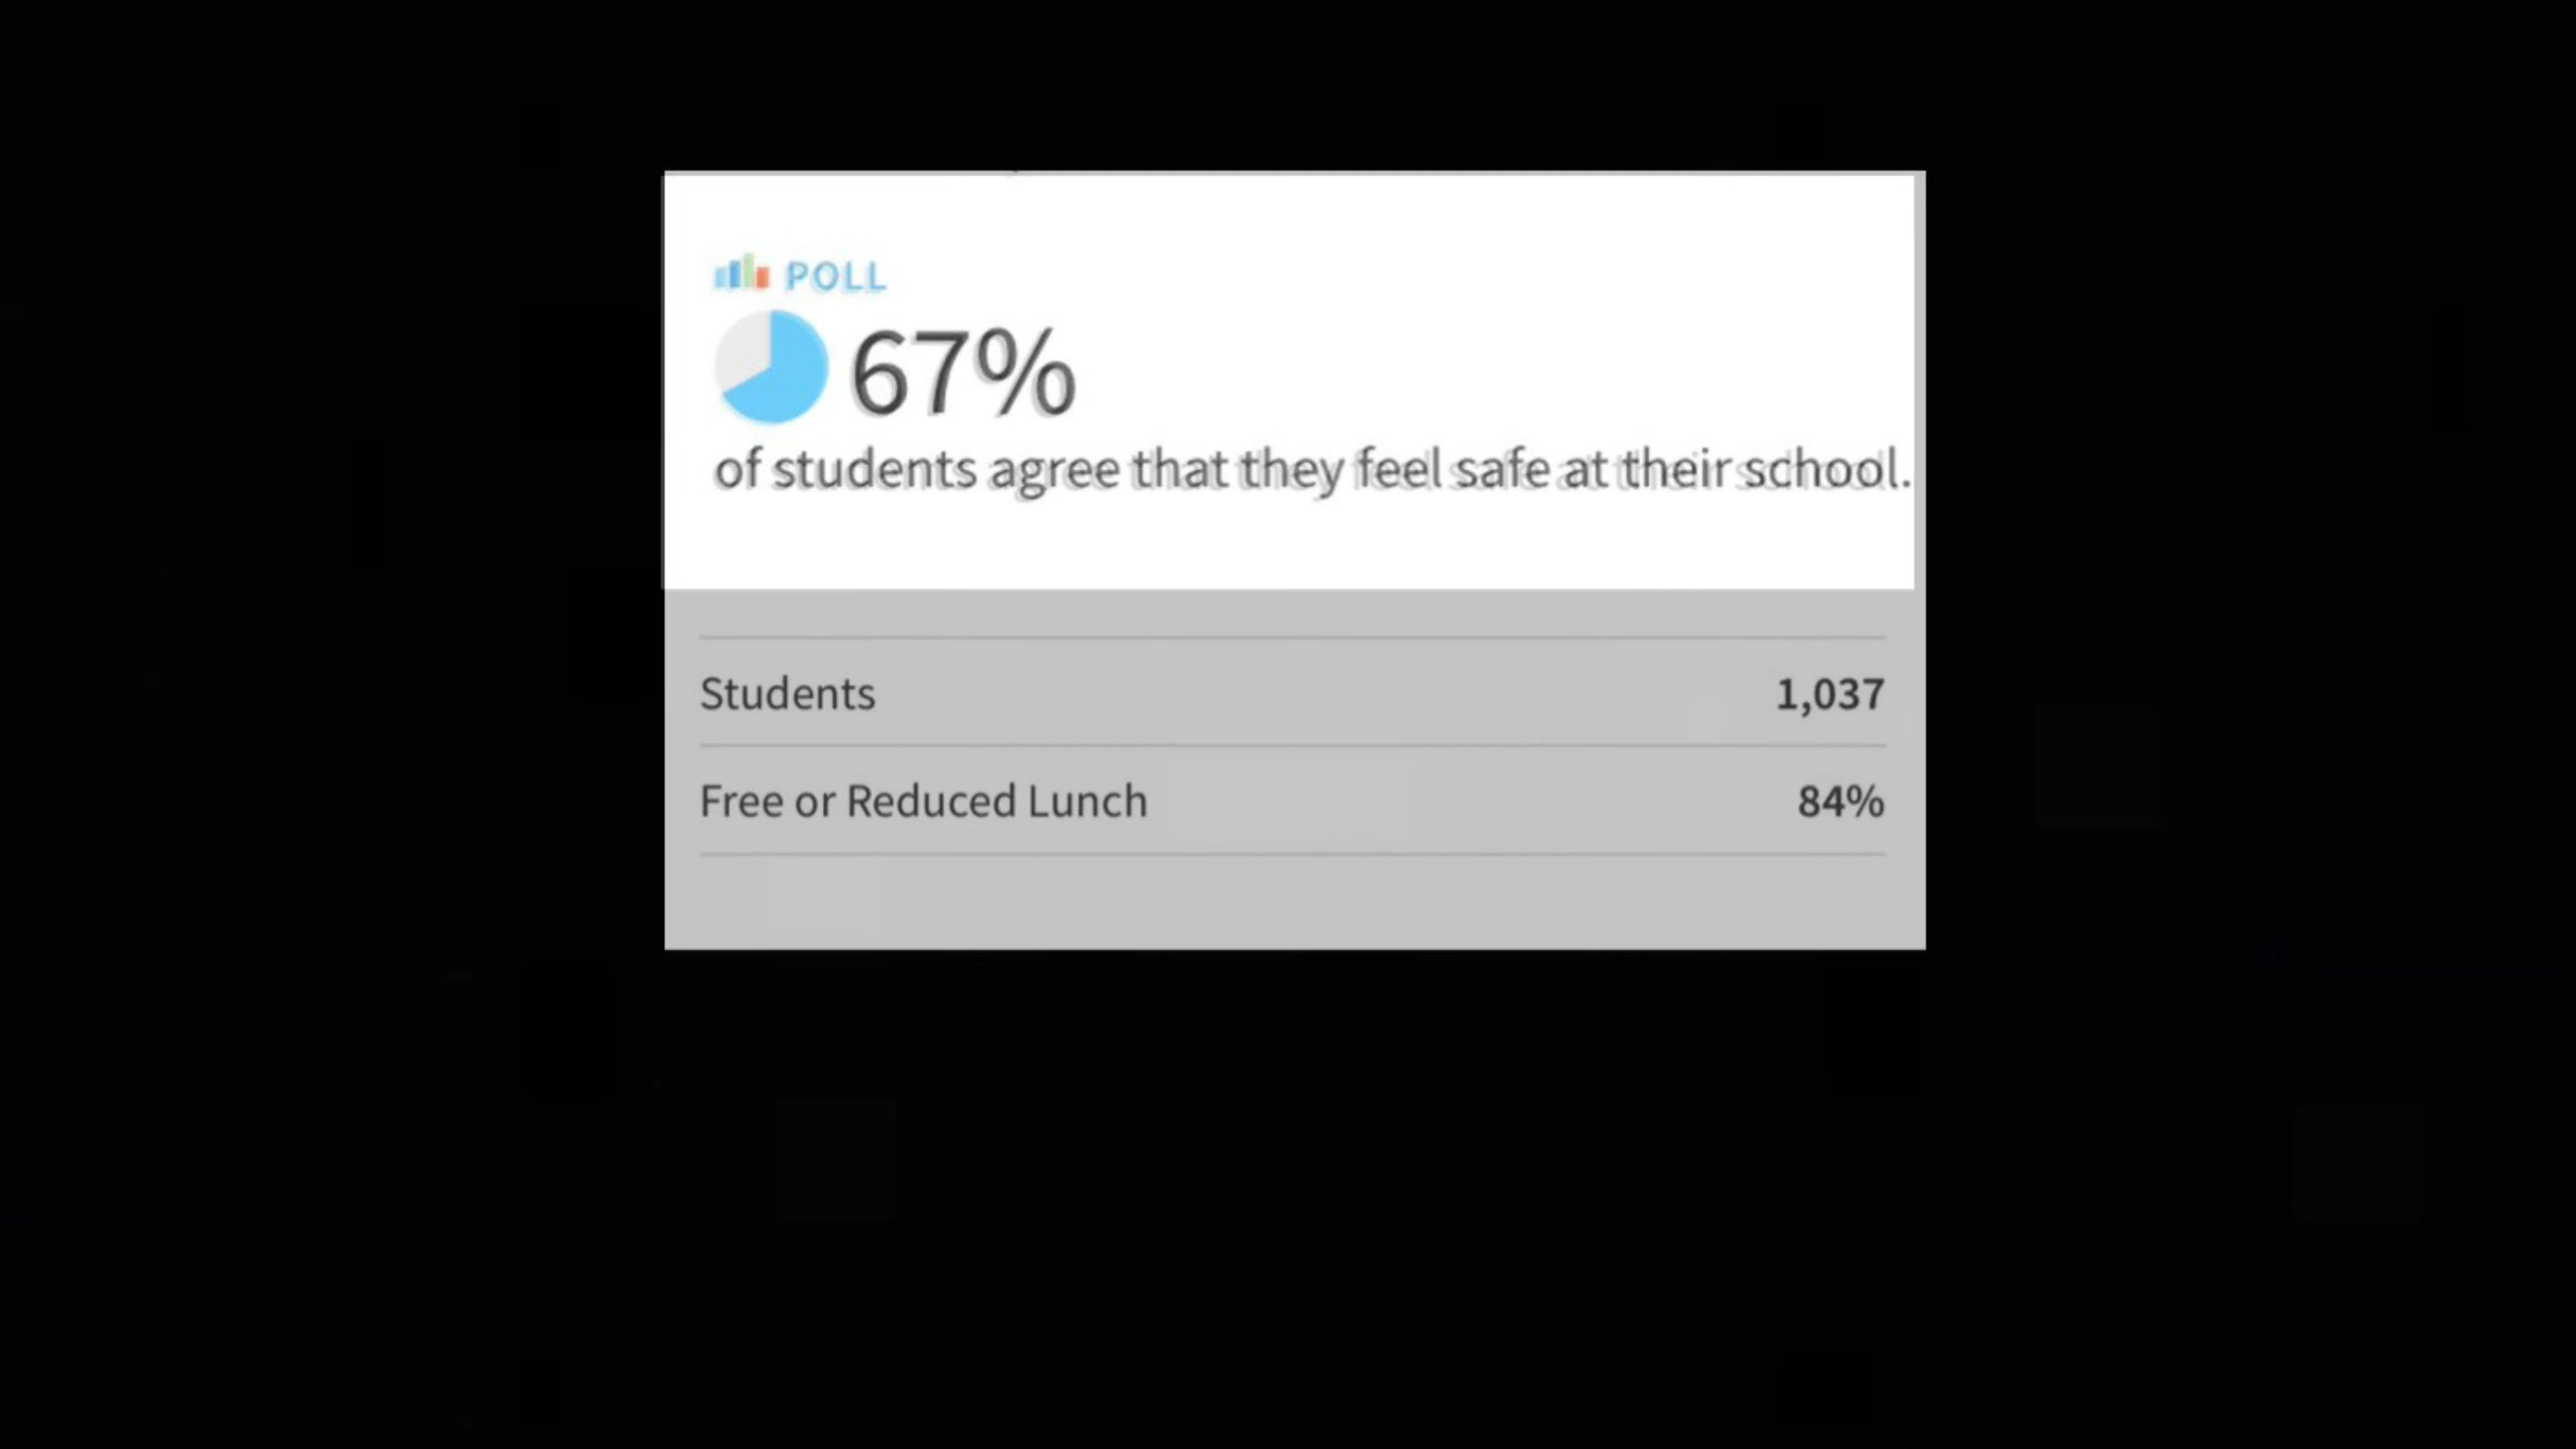 POLL
67%
of students agree that they feel safe at their school.
Students 1,037
Free or Reduced Lunch 84%